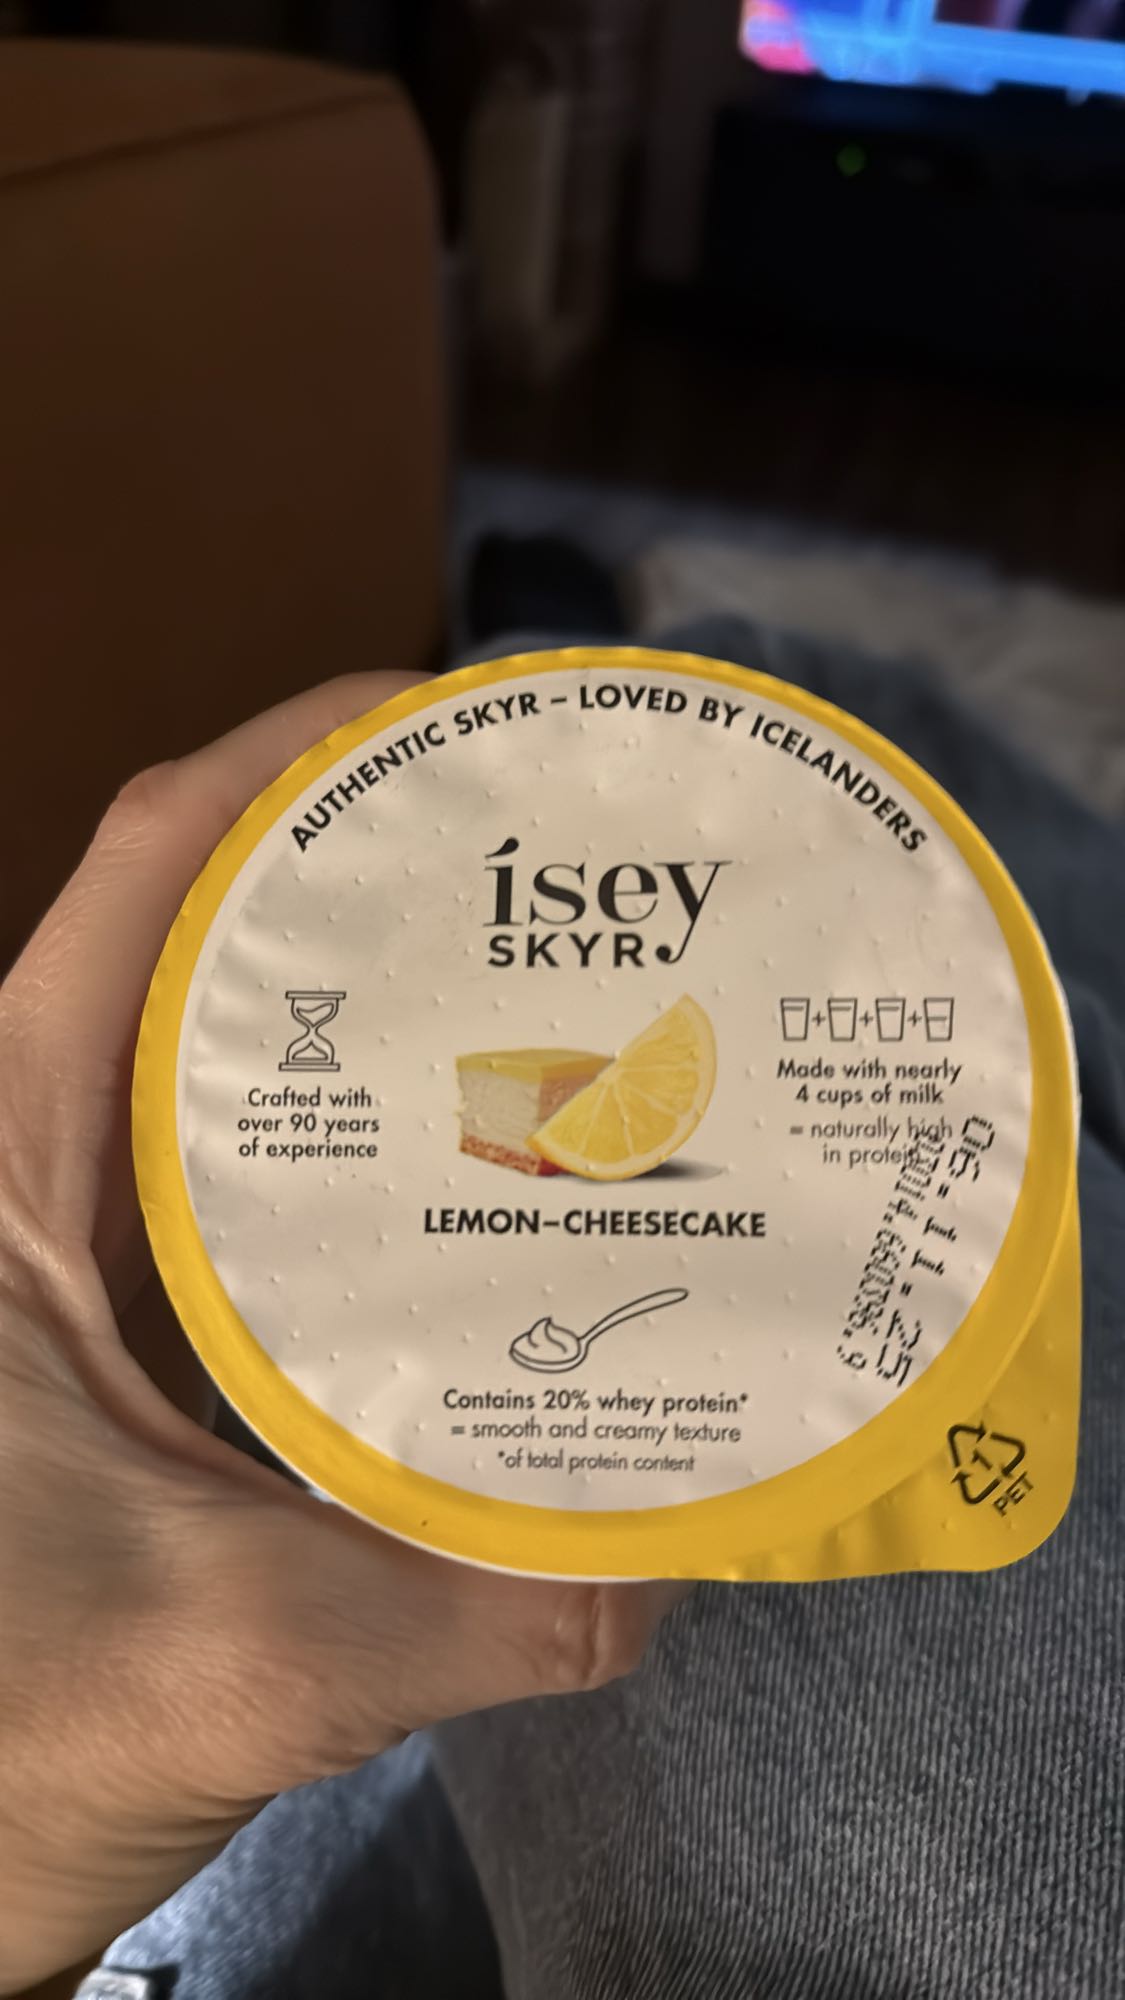 AUTHENTIC SKYR – LOVED BY ICELANDERS
ísey
SKYR
Crafted with
over 90 years
of experience
Made with nearly
4 cups of milk
= naturally high
in protein
LEMON–CHEESECAKE
Contains 20% whey protein*
= smooth and creamy texture
*of total protein content
1
PET